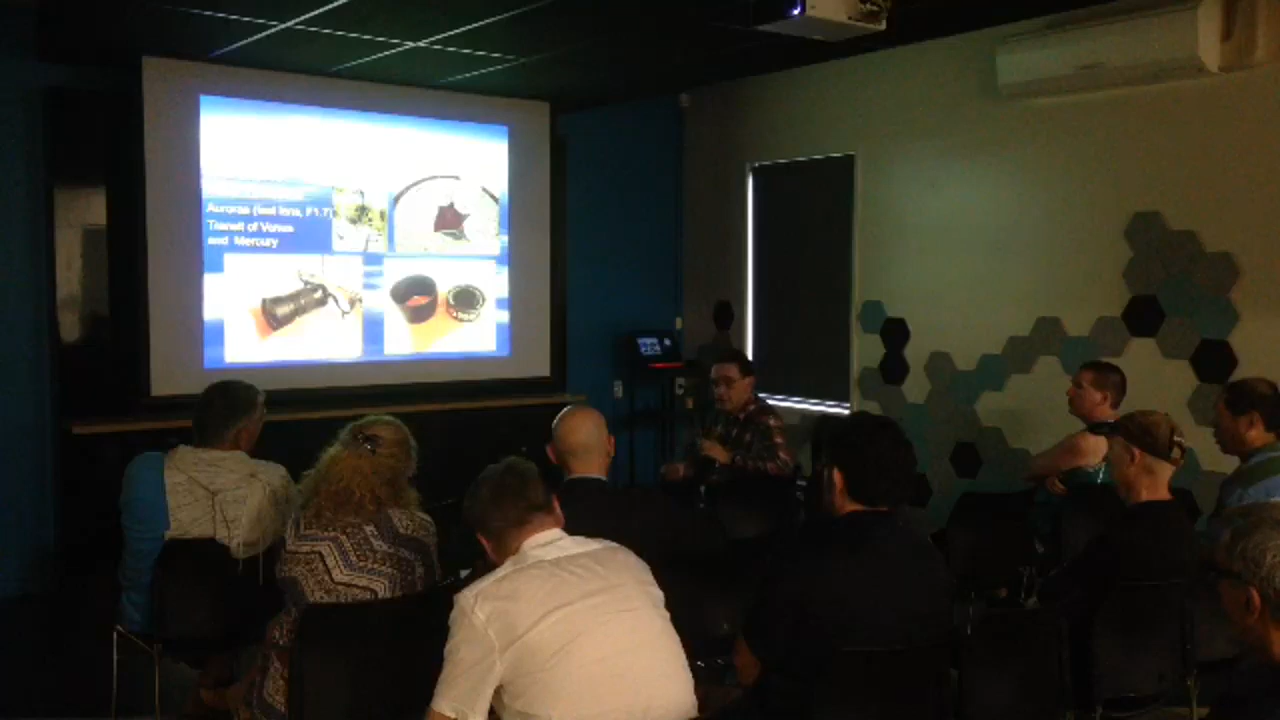 Auroras (fast lens, F1.7)
Transit of Venus
and Mercury